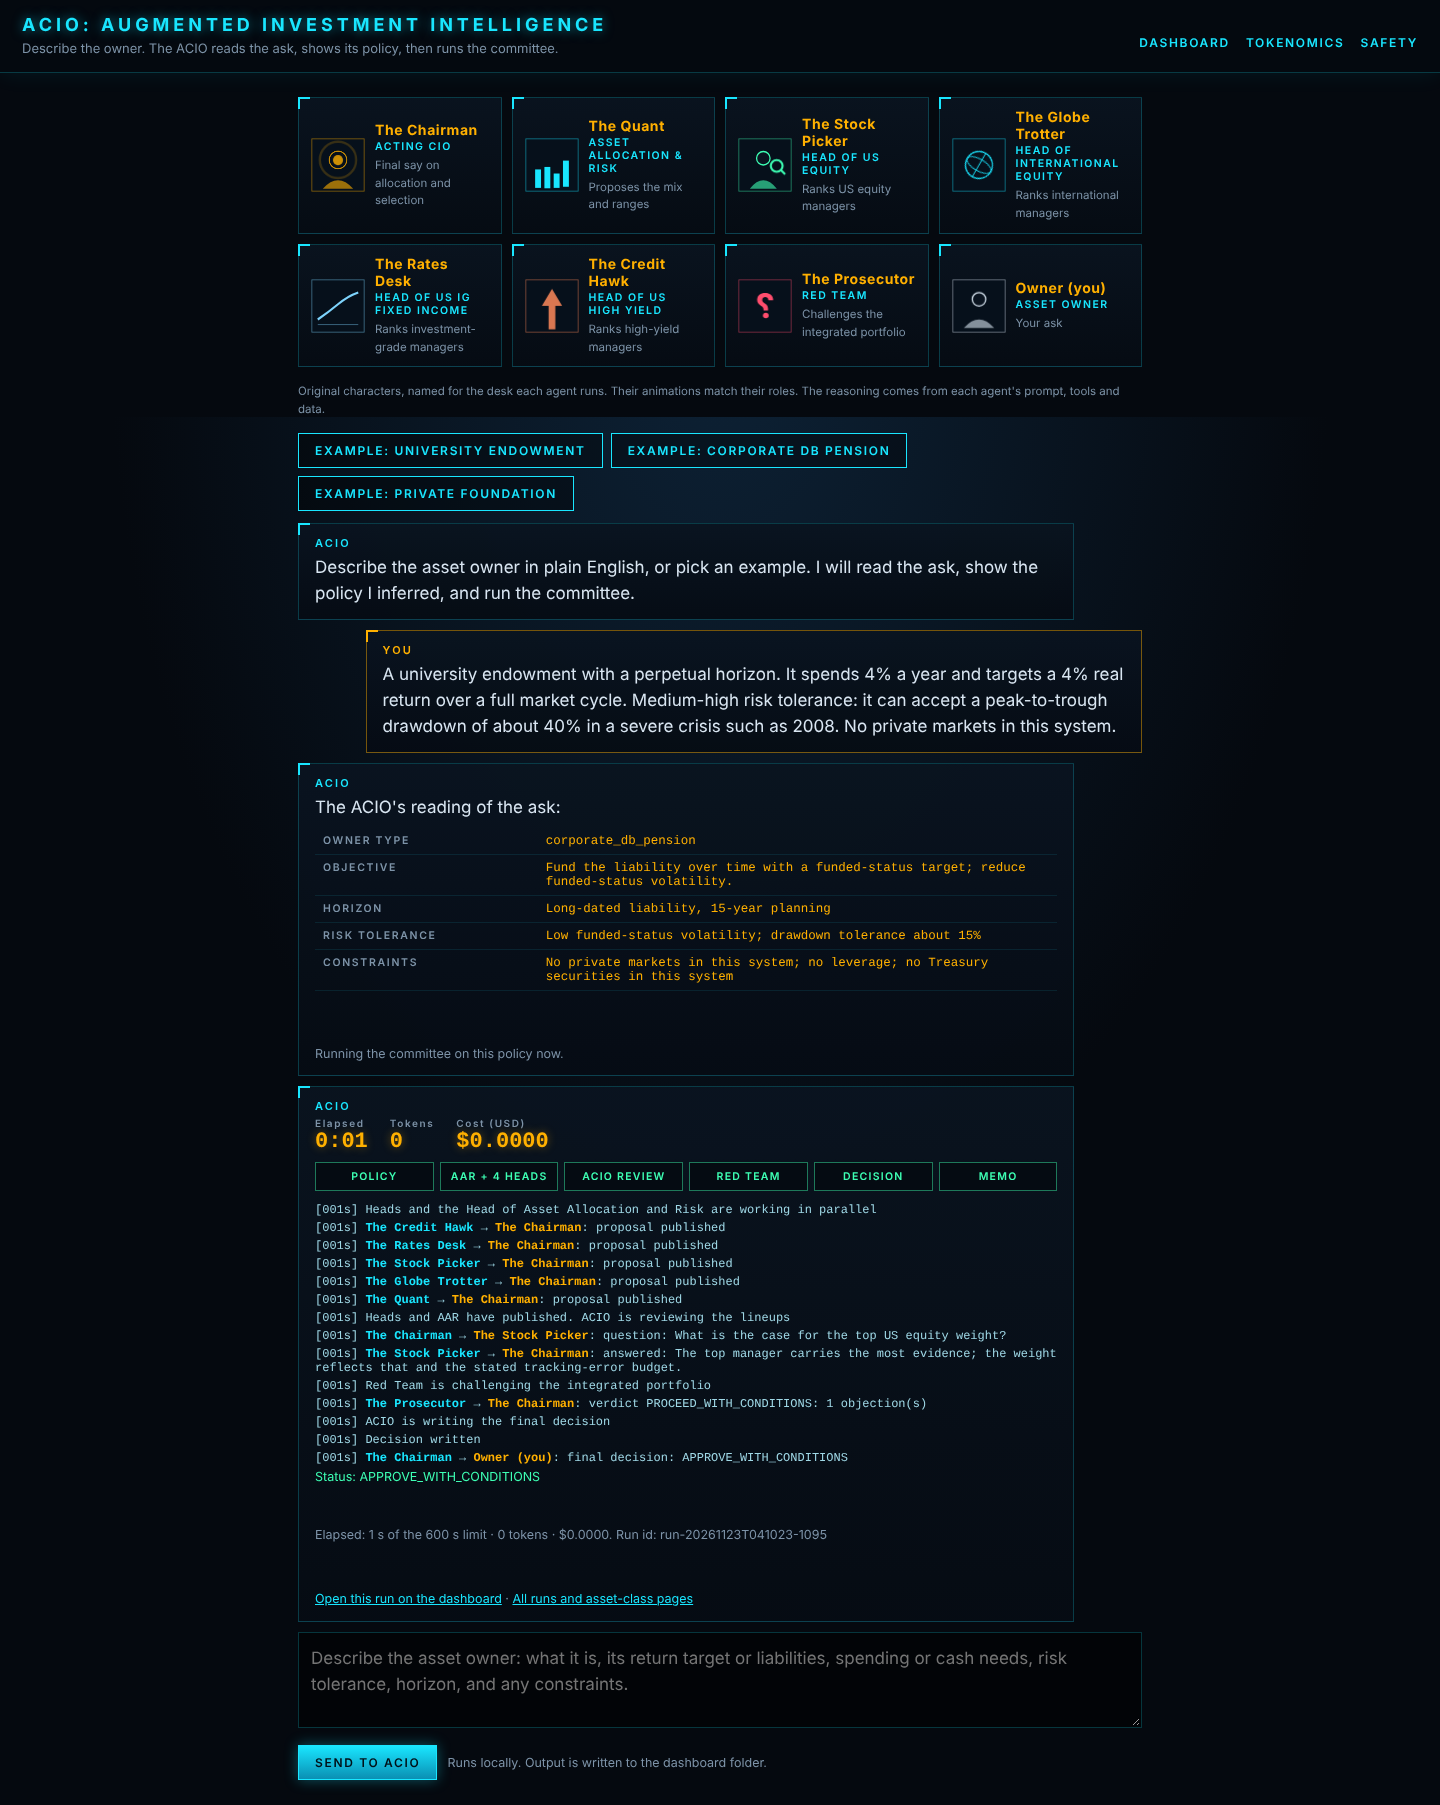 ACIO: AUGMENTED INVESTMENT INTELLIGENCE
Describe the owner. The ACIO reads the ask, shows its policy, then runs the committee.
DASHBOARD TOKENOMICS SAFETY
The Chairman
ACTING CIO
Final say on
allocation and
selection
The Quant
ASSET
ALLOCATION &
RISK
Proposes the mix
and ranges
The Stock
Picker
HEAD OF US
EQUITY
Ranks US equity
managers
The Globe
Trotter
HEAD OF
INTERNATIONAL
EQUITY
Ranks international
managers
The Rates
Desk
HEAD OF US IG
FIXED INCOME
Ranks investment-
grade managers
The Credit
Hawk
HEAD OF US
HIGH YIELD
Ranks high-yield
managers
The Prosecutor
RED TEAM
Challenges the
integrated portfolio
Owner (you)
ASSET OWNER
Your ask
Original characters, named for the desk each agent runs. Their animations match their roles. The reasoning comes from each agent's prompt, tools and
data.
EXAMPLE: UNIVERSITY ENDOWMENT
EXAMPLE: CORPORATE DB PENSION
EXAMPLE: PRIVATE FOUNDATION
ACIO
Describe the asset owner in plain English, or pick an example. I will read the ask, show the
policy I inferred, and run the committee.
YOU
A university endowment with a perpetual horizon. It spends 4% a year and targets a 4% real
return over a full market cycle. Medium-high risk tolerance: it can accept a peak-to-trough
drawdown of about 40% in a severe crisis such as 2008. No private markets in this system.
ACIO
The ACIO's reading of the ask:
OWNER TYPE corporate_db_pension
OBJECTIVE Fund the liability over time with a funded-status target; reduce
funded-status volatility.
HORIZON Long-dated liability, 15-year planning
RISK TOLERANCE Low funded-status volatility; drawdown tolerance about 15%
CONSTRAINTS No private markets in this system; no leverage; no Treasury
securities in this system
Running the committee on this policy now.
ACIO
Elapsed Tokens Cost (USD)
0:01 0 $0.0000
POLICY AAR + 4 HEADS ACIO REVIEW RED TEAM DECISION MEMO
[001s] Heads and the Head of Asset Allocation and Risk are working in parallel
[001s] The Credit Hawk → The Chairman: proposal published
[001s] The Rates Desk → The Chairman: proposal published
[001s] The Stock Picker → The Chairman: proposal published
[001s] The Globe Trotter → The Chairman: proposal published
[001s] The Quant → The Chairman: proposal published
[001s] Heads and AAR have published. ACIO is reviewing the lineups
[001s] The Chairman → The Stock Picker: question: What is the case for the top US equity weight?
[001s] The Stock Picker → The Chairman: answered: The top manager carries the most evidence; the weight
reflects that and the stated tracking-error budget.
[001s] Red Team is challenging the integrated portfolio
[001s] The Prosecutor → The Chairman: verdict PROCEED_WITH_CONDITIONS: 1 objection(s)
[001s] ACIO is writing the final decision
[001s] Decision written
[001s] The Chairman → Owner (you): final decision: APPROVE_WITH_CONDITIONS
Status: APPROVE_WITH_CONDITIONS
Elapsed: 1 s of the 600 s limit · 0 tokens · $0.0000. Run id: run-20261123T041023-1095
Open this run on the dashboard · All runs and asset-class pages
Describe the asset owner: what it is, its return target or liabilities, spending or cash needs, risk
tolerance, horizon, and any constraints.
SEND TO ACIO Runs locally. Output is written to the dashboard folder.